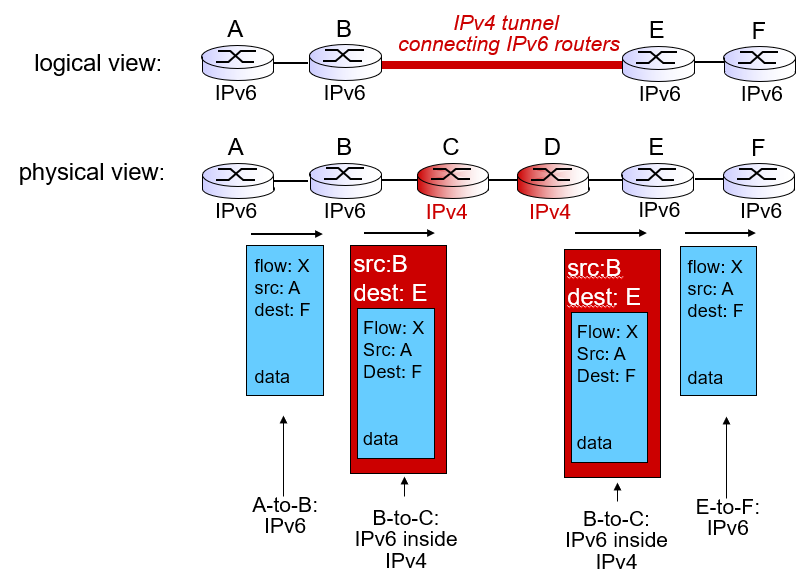 A B IPv4 tunnel E F
connecting IPv6 routers
logical view:
IPv6 IPv6 IPv6 IPv6
A B C D E F
physical view:
IPv6 IPv6 IPv4 IPv4 IPv6 IPv6
flow: X
src: A
dest: F
data
src:B
dest: E
Flow: X
Src: A
Dest: F
data
src:B
dest: E
Flow: X
Src: A
Dest: F
data
flow: X
src: A
dest: F
data
A-to-B:
IPv6
B-to-C:
IPv6 inside
IPv4
B-to-C:
IPv6 inside
IPv4
E-to-F:
IPv6